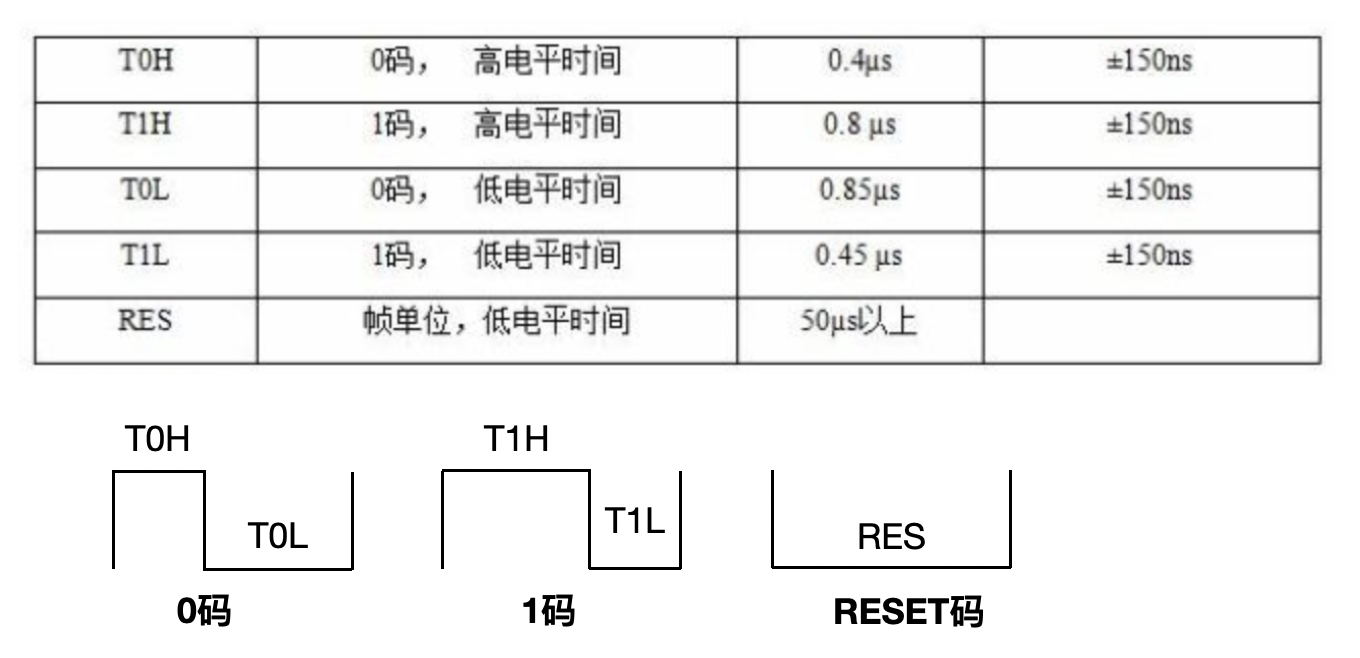 T0H 0码， 高电平时间 0.4μs ±150ns
T1H 1码， 高电平时间 0.8 μs ±150ns
T0L 0码， 低电平时间 0.85μs ±150ns
T1L 1码， 低电平时间 0.45 μs ±150ns
RES 帧单位，低电平时间 50μs以上
T0H T1H
T0L T1L RES
0码 1码 RESET码